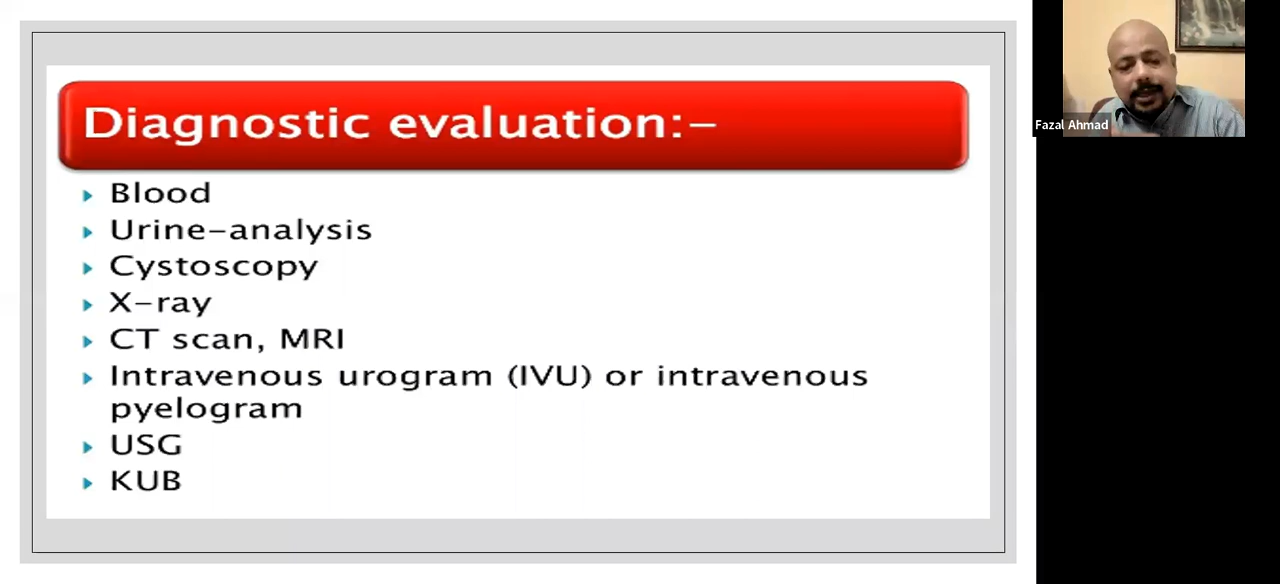 Diagnostic evaluation:-
Blood
Urine-analysis
Cystoscopy
X-ray
CT scan, MRI
Intravenous urogram (IVU) or intravenous
pyelogram
USG
KUB
Fazal Ahmad